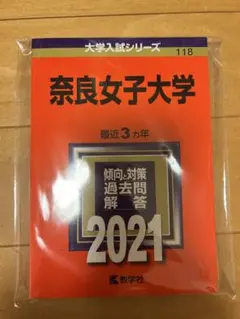 大学入試シリーズ
118
奈良女子大学
最近3カ年
傾向と対策
過去問
解答
2021
教学社